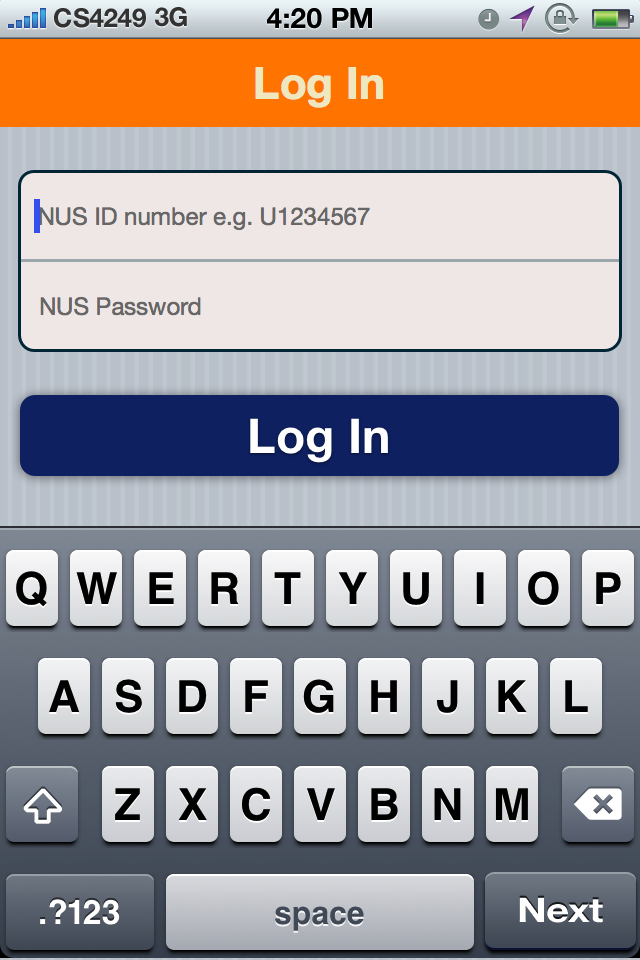 CS4249 3G 4:20 PM
Log In
NUS ID number e.g. U1234567
NUS Password
Log In
Q W E R T Y U I O P
A S D F G H J K L
Z X C V B N M
.?123 space Next